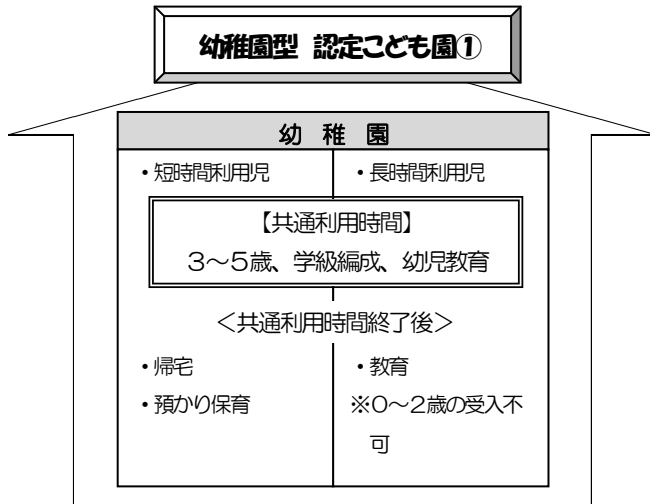 幼稚園型 認定こども園①
幼 稚 園
・短時間利用児
・長時間利用児
【共通利用時間】
3～5歳、学級編成、幼児教育
＜共通利用時間終了後＞
・帰宅
・預かり保育
・教育
※0～2歳の受入不
可